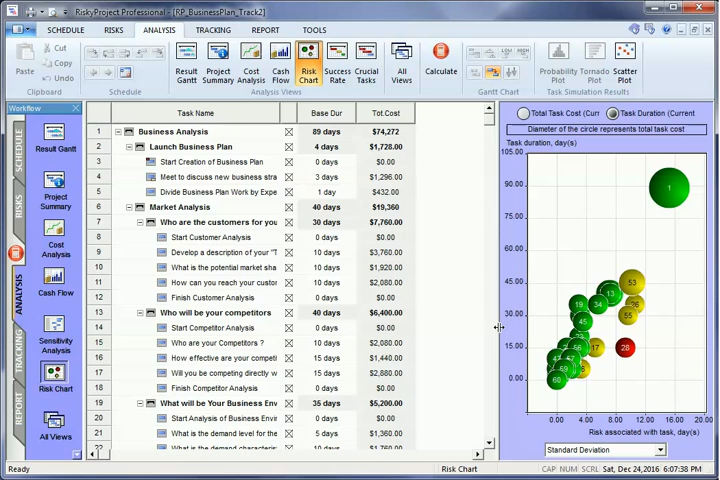 RiskyProject Professional - [RP_BusinessPlan_Track2]
SCHEDULE RISKS ANALYSIS TRACKING REPORT TOOLS
Paste
Cut
Copy
Undo
Clipboard
Result Gantt
Project Summary
Cost Analysis
Cash Flow
Risk Chart
Success Rate
Crucial Tasks
Analysis Views
All Views
Calculate
LOW HIGH
Gantt Chart
Probability Plot
Tornado Plot
Scatter Plot
Task Simulation Results
Workflow
SCHEDULE
RISKS
ANALYSIS
TRACKING
REPORT
Result Gantt
Project Summary
Cost Analysis
Cash Flow
Sensitivity Analysis
Risk Chart
All Views
Task Name Base Dur Tot.Cost
1 Business Analysis 89 days $74,272
2 Launch Business Plan 4 days $1,728.00
3 Start Creation of Business Plan 0 days $0.00
4 Meet to discuss new business stra 3 days $1,296.00
5 Divide Business Plan Work by Expe 1 day $432.00
6 Market Analysis 40 days $19,360
7 Who are the customers for you 30 days $7,760.00
8 Start Customer Analysis 0 days $0.00
9 Develop a description of your "T 10 days $3,760.00
10 What is the potential market sha 10 days $1,920.00
11 How can you reach your custor 10 days $2,080.00
12 Finish Customer Analysis 0 days $0.00
13 Who will be your competitors 40 days $6,400.00
14 Start Competitor Analysis 0 days $0.00
15 Who are your Competitors ? 10 days $2,080.00
16 How effective are your competi 15 days $1,440.00
17 Will you be competing directly w 15 days $2,880.00
18 Finish Competitor Analysis 0 days $0.00
19 What will be Your Business Env 35 days $5,200.00
20 Start Analysis of Business Envir 0 days $0.00
21 What is the demand level for the 5 days $1,360.00
22 What is the demand characteris 10 days $1,760.00
Total Task Cost (Curr Task Duration (Current
Diameter of the circle represents total task cost
Task duration, day(s)
105.00
90.00
75.00
60.00
45.00
30.00
15.00
0.00
1
53
13
19
34
26
55
45
56
17
28
59
60
0.00 4.00 8.00 12.00 16.00 20.00
Risk associated with task, day(s)
Standard Deviation
Ready Risk Chart CAP NUM SCRL Sat, Dec 24,2016 6:07:38 PM